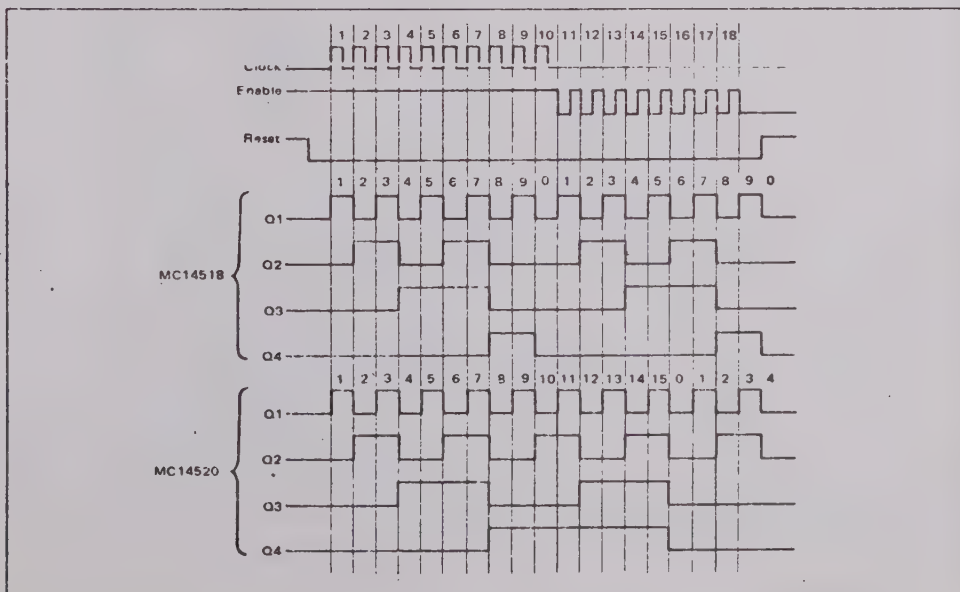 1 2 3 4 5 6 7 8 9 10 11 12 13 14 15 16 17 18
Clock
Enable
Reset
1 2 3 4 5 6 7 8 9 0 1 2 3 4 5 6 7 8 9 0
Q1
Q2
MC14518
Q3
Q4
1 2 3 4 5 6 7 8 9 10 11 12 13 14 15 0 1 2 3 4
Q1
Q2
MC14520
Q3
Q4